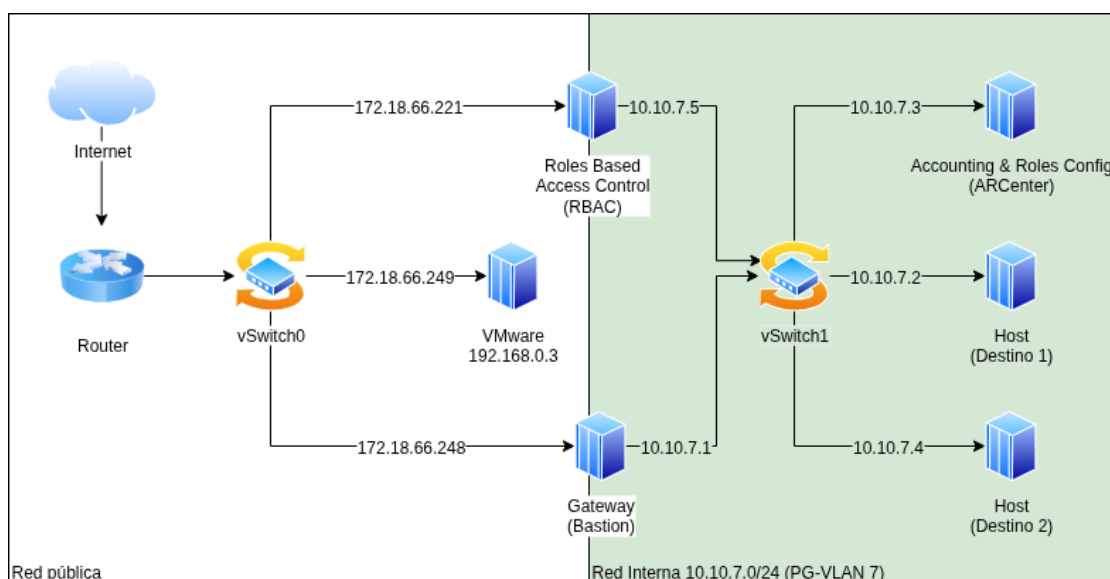 172.18.66.221
10.10.7.5
10.10.7.3
Internet
Roles Based
Access Control
(RBAC)
Accounting & Roles Config
(ARCenter)
172.18.66.249
10.10.7.2
Router
vSwitch0
VMware
192.168.0.3
vSwitch1
Host
(Destino 1)
172.18.66.248
10.10.7.1
10.10.7.4
Gateway
(Bastion)
Host
(Destino 2)
Red pública
Red Interna 10.10.7.0/24 (PG-VLAN 7)